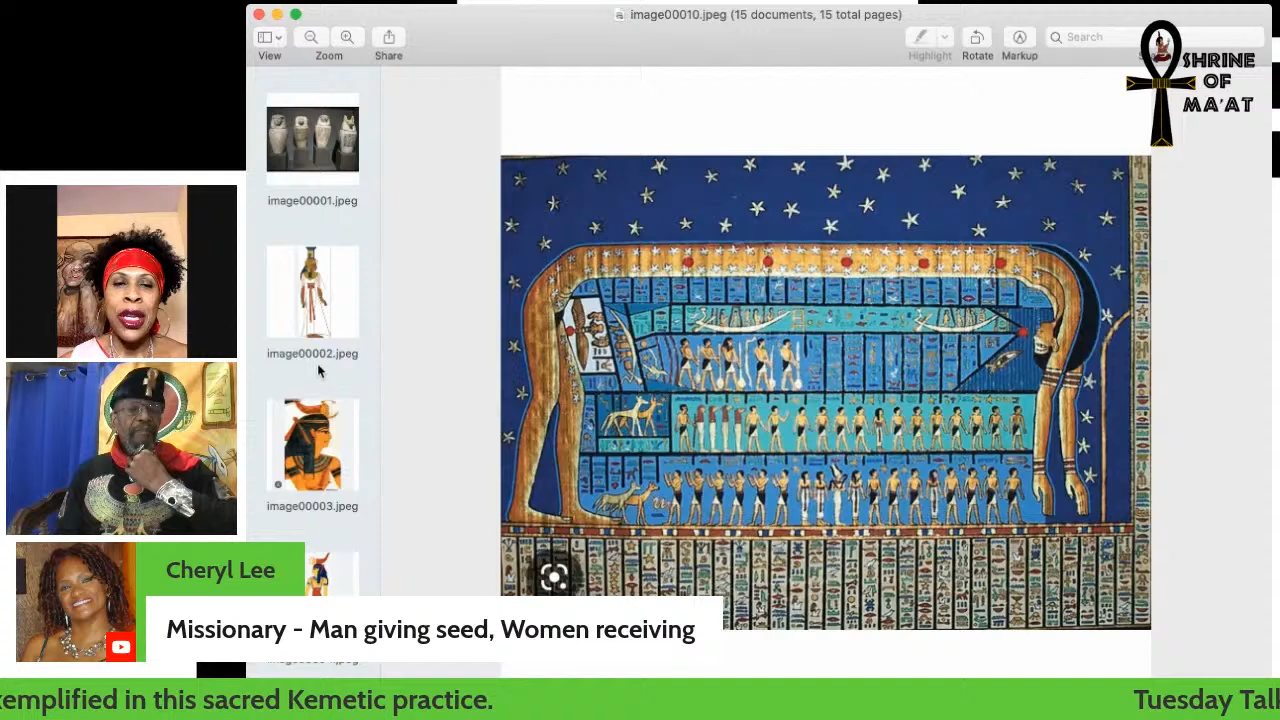 image00010.jpeg (15 documents, 15 total pages)
View
Zoom
Share
Highlight
Rotate
Markup
Search
SHRINE
OF
MA'AT
image00001.jpeg
image00002.jpeg
image00003.jpeg
Cheryl Lee
Missionary - Man giving seed, Women receiving
exemplified in this sacred Kemetic practice.
Tuesday Talk